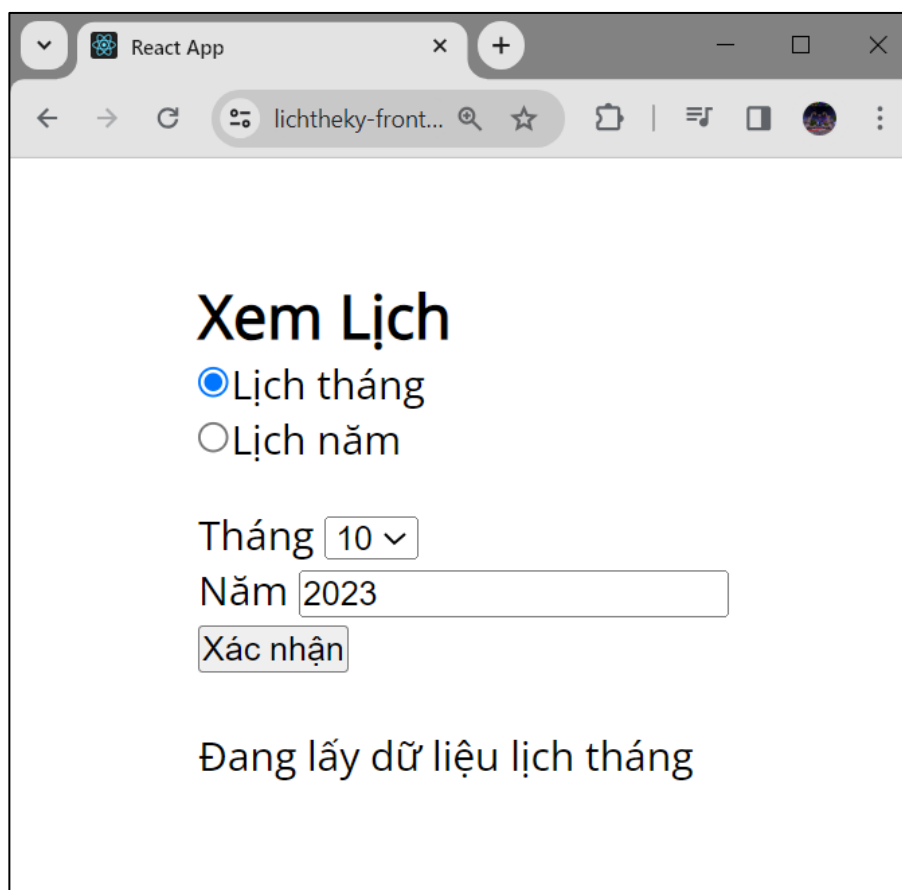 React App
lichtheky-front...
Xem Lịch
Lịch tháng
Lịch năm
Tháng 10
Năm 2023
Xác nhận
Đang lấy dữ liệu lịch tháng